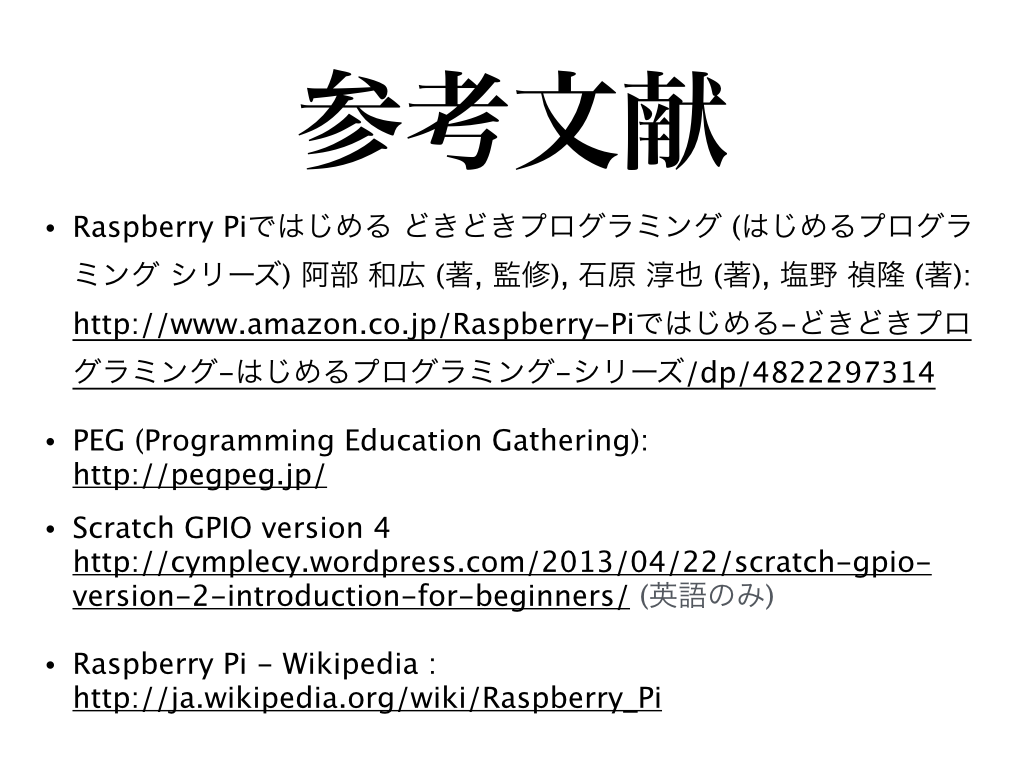 参考文献
• Raspberry Piではじめる どきどきプログラミング (はじめるプログラ
ミング シリーズ) 阿部 和広 (著, 監修), 石原 淳也 (著), 塩野 禎隆 (著):
http://www.amazon.co.jp/Raspberry-Piではじめる-どきどきプロ
グラミング-はじめるプログラミング-シリーズ/dp/4822297314
• PEG (Programming Education Gathering):
http://pegpeg.jp/
• Scratch GPIO version 4
http://cymplecy.wordpress.com/2013/04/22/scratch-gpio-
version-2-introduction-for-beginners/ (英語のみ)
• Raspberry Pi - Wikipedia :
http://ja.wikipedia.org/wiki/Raspberry_Pi